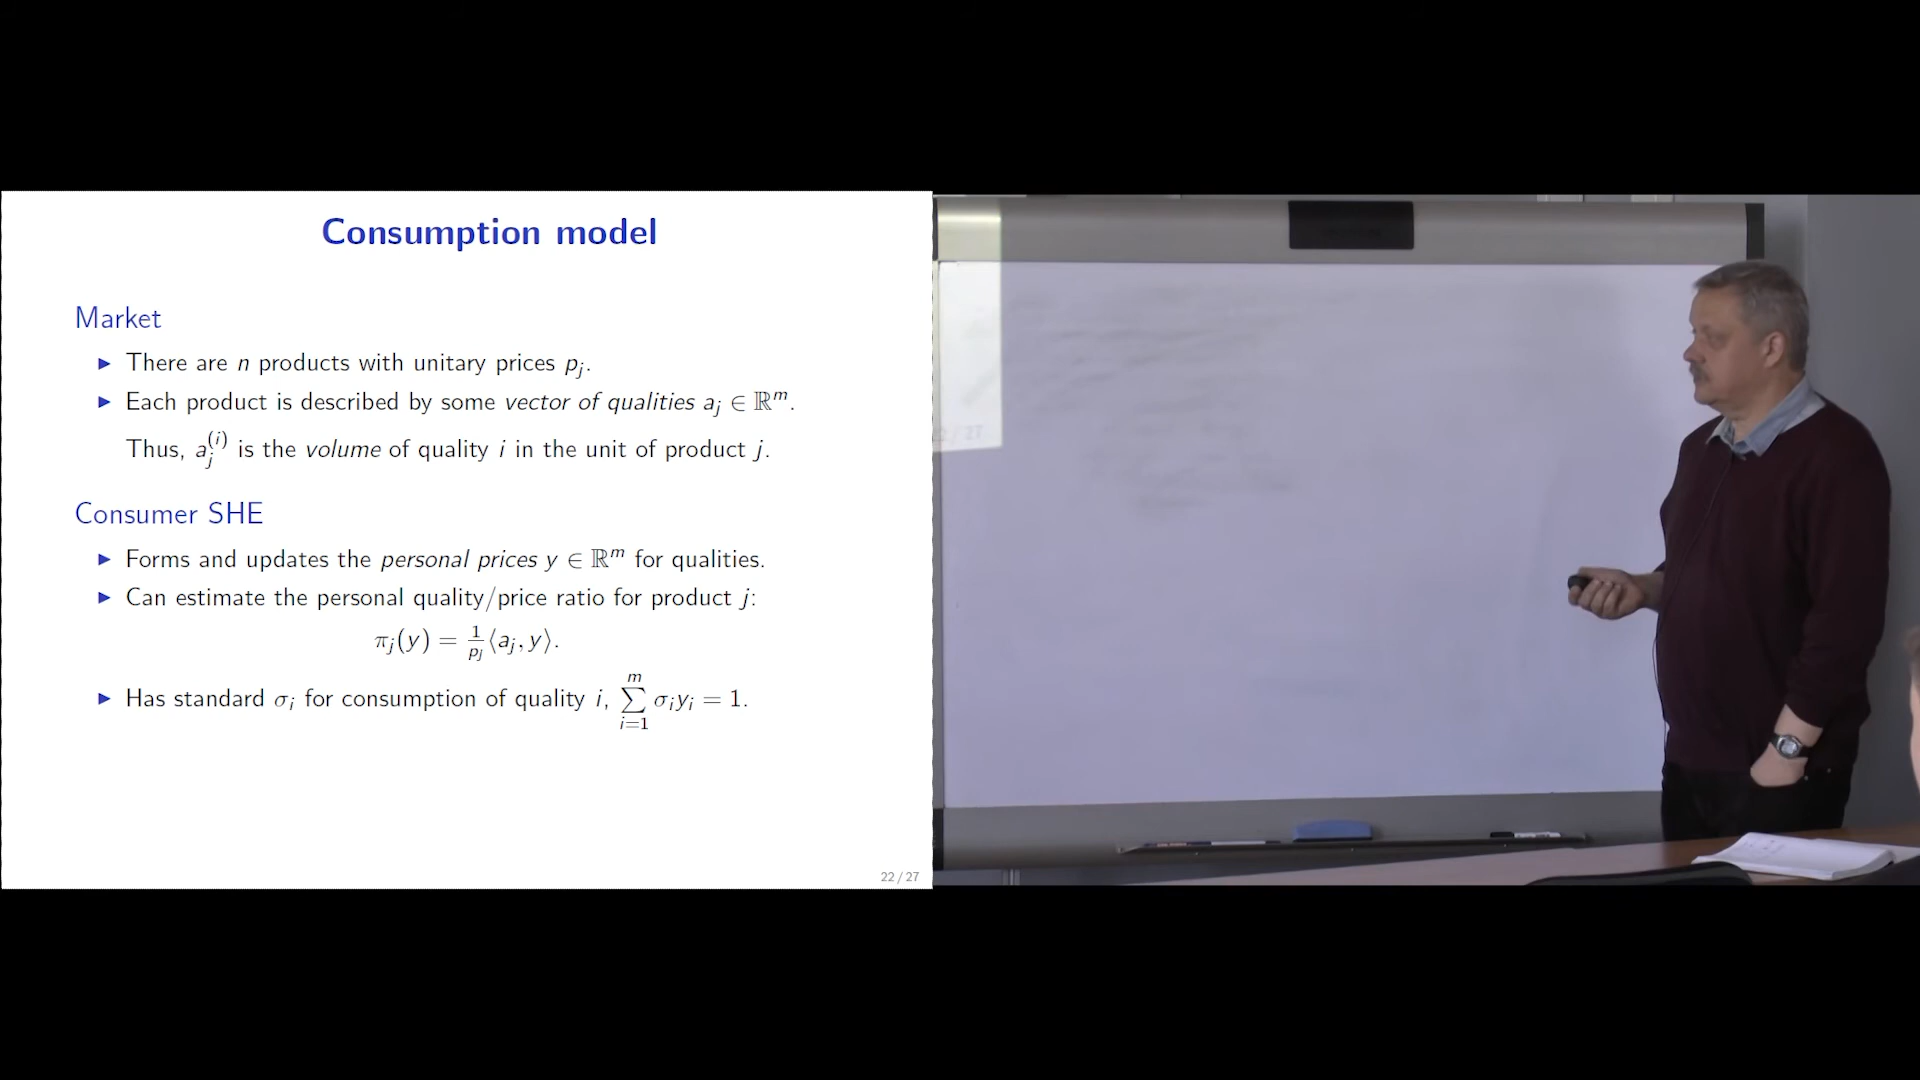 Consumption model
Market
▶ There are n products with unitary prices p_j.
▶ Each product is described by some vector of qualities a_j ∈ ℝ^m.
Thus, a_j^(i) is the volume of quality i in the unit of product j.
Consumer SHE
▶ Forms and updates the personal prices y ∈ ℝ^m for qualities.
▶ Can estimate the personal quality/price ratio for product j:
π_j(y) = 1/p_j ⟨a_j, y⟩.
▶ Has standard σ_i for consumption of quality i, ∑_{i=1}^m σ_i y_i = 1.
22 / 27